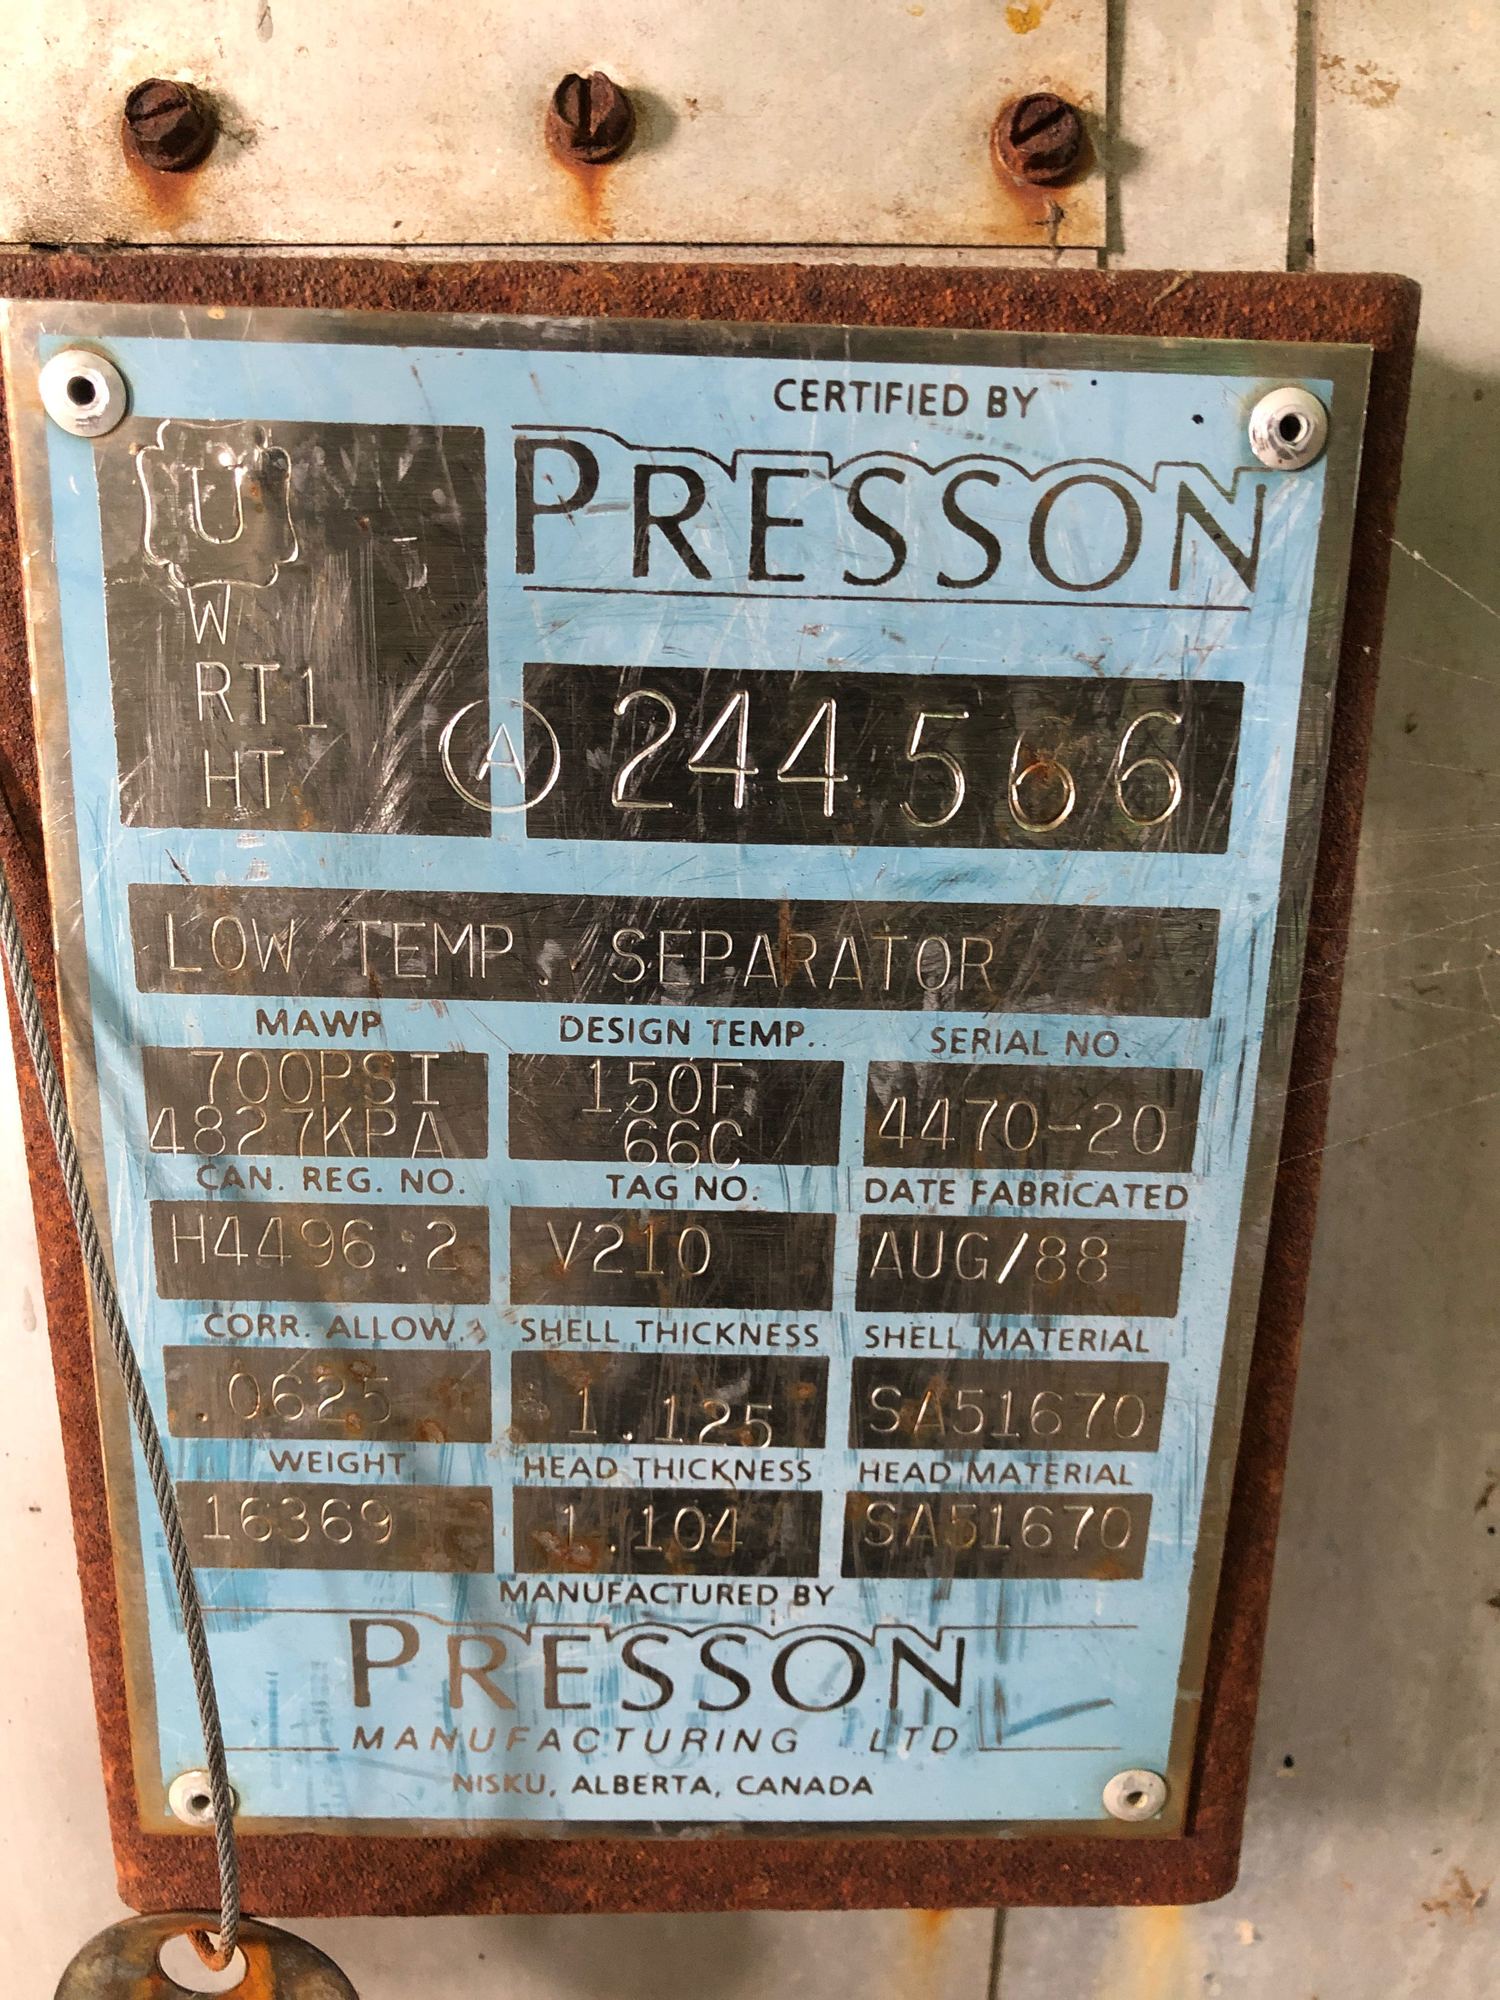 CERTIFIED BY
PRESSON
U
W
RT1
HT
A 244566
LOW TEMP. SEPARATOR
MAWP DESIGN TEMP. SERIAL NO.
700PSI 150F 4470-20
4827KPA 66C
CAN. REG. NO. TAG NO. DATE FABRICATED
H4496.2 V210 AUG/88
CORR. ALLOW. SHELL THICKNESS SHELL MATERIAL
.0625 1.125 SA51670
WEIGHT HEAD THICKNESS HEAD MATERIAL
16369 1.104 SA51670
MANUFACTURED BY
PRESSON
MANUFACTURING LTD
NISKU, ALBERTA, CANADA